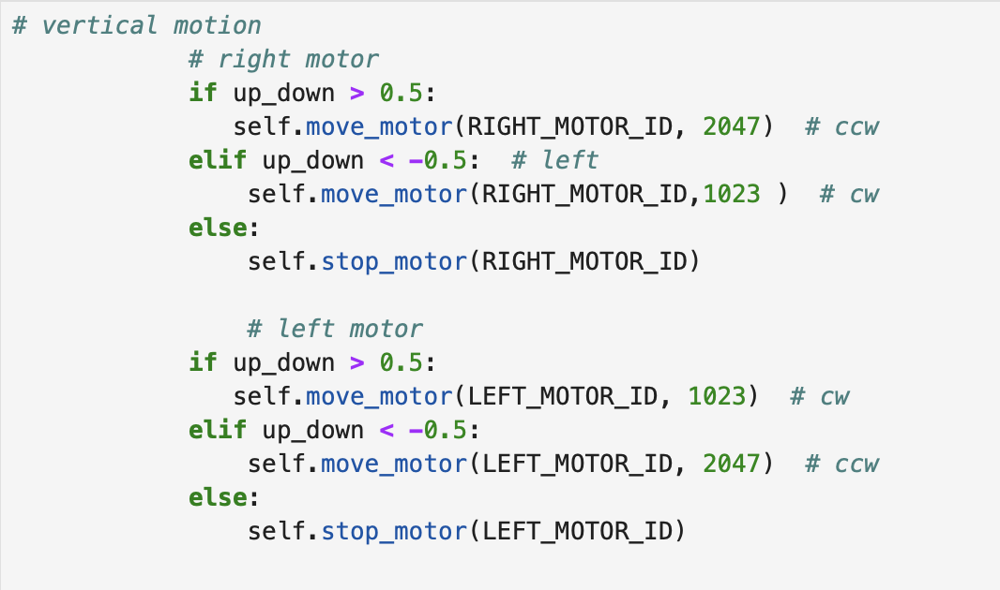 # vertical motion
            # right motor
            if up_down > 0.5:
               self.move_motor(RIGHT_MOTOR_ID, 2047)  # ccw
            elif up_down < -0.5:  # left
                self.move_motor(RIGHT_MOTOR_ID,1023 )  # cw
            else:
                self.stop_motor(RIGHT_MOTOR_ID)

                # left motor
            if up_down > 0.5:
               self.move_motor(LEFT_MOTOR_ID, 1023)  # cw
            elif up_down < -0.5:
                self.move_motor(LEFT_MOTOR_ID, 2047)  # ccw
            else:
                self.stop_motor(LEFT_MOTOR_ID)